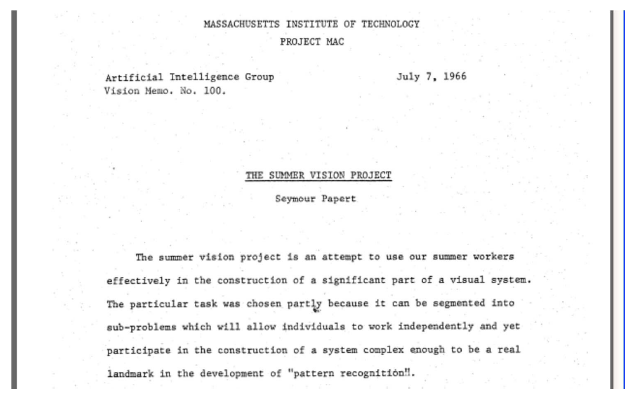 MASSACHUSETTS INSTITUTE OF TECHNOLOGY
PROJECT MAC
Artificial Intelligence Group July 7, 1966
Vision Memo. No. 100.
THE SUMMER VISION PROJECT
Seymour Papert
The summer vision project is an attempt to use our summer workers
effectively in the construction of a significant part of a visual system.
The particular task was chosen partly because it can be segmented into
sub-problems which will allow individuals to work independently and yet
participate in the construction of a system complex enough to be a real
landmark in the development of "pattern recognition".